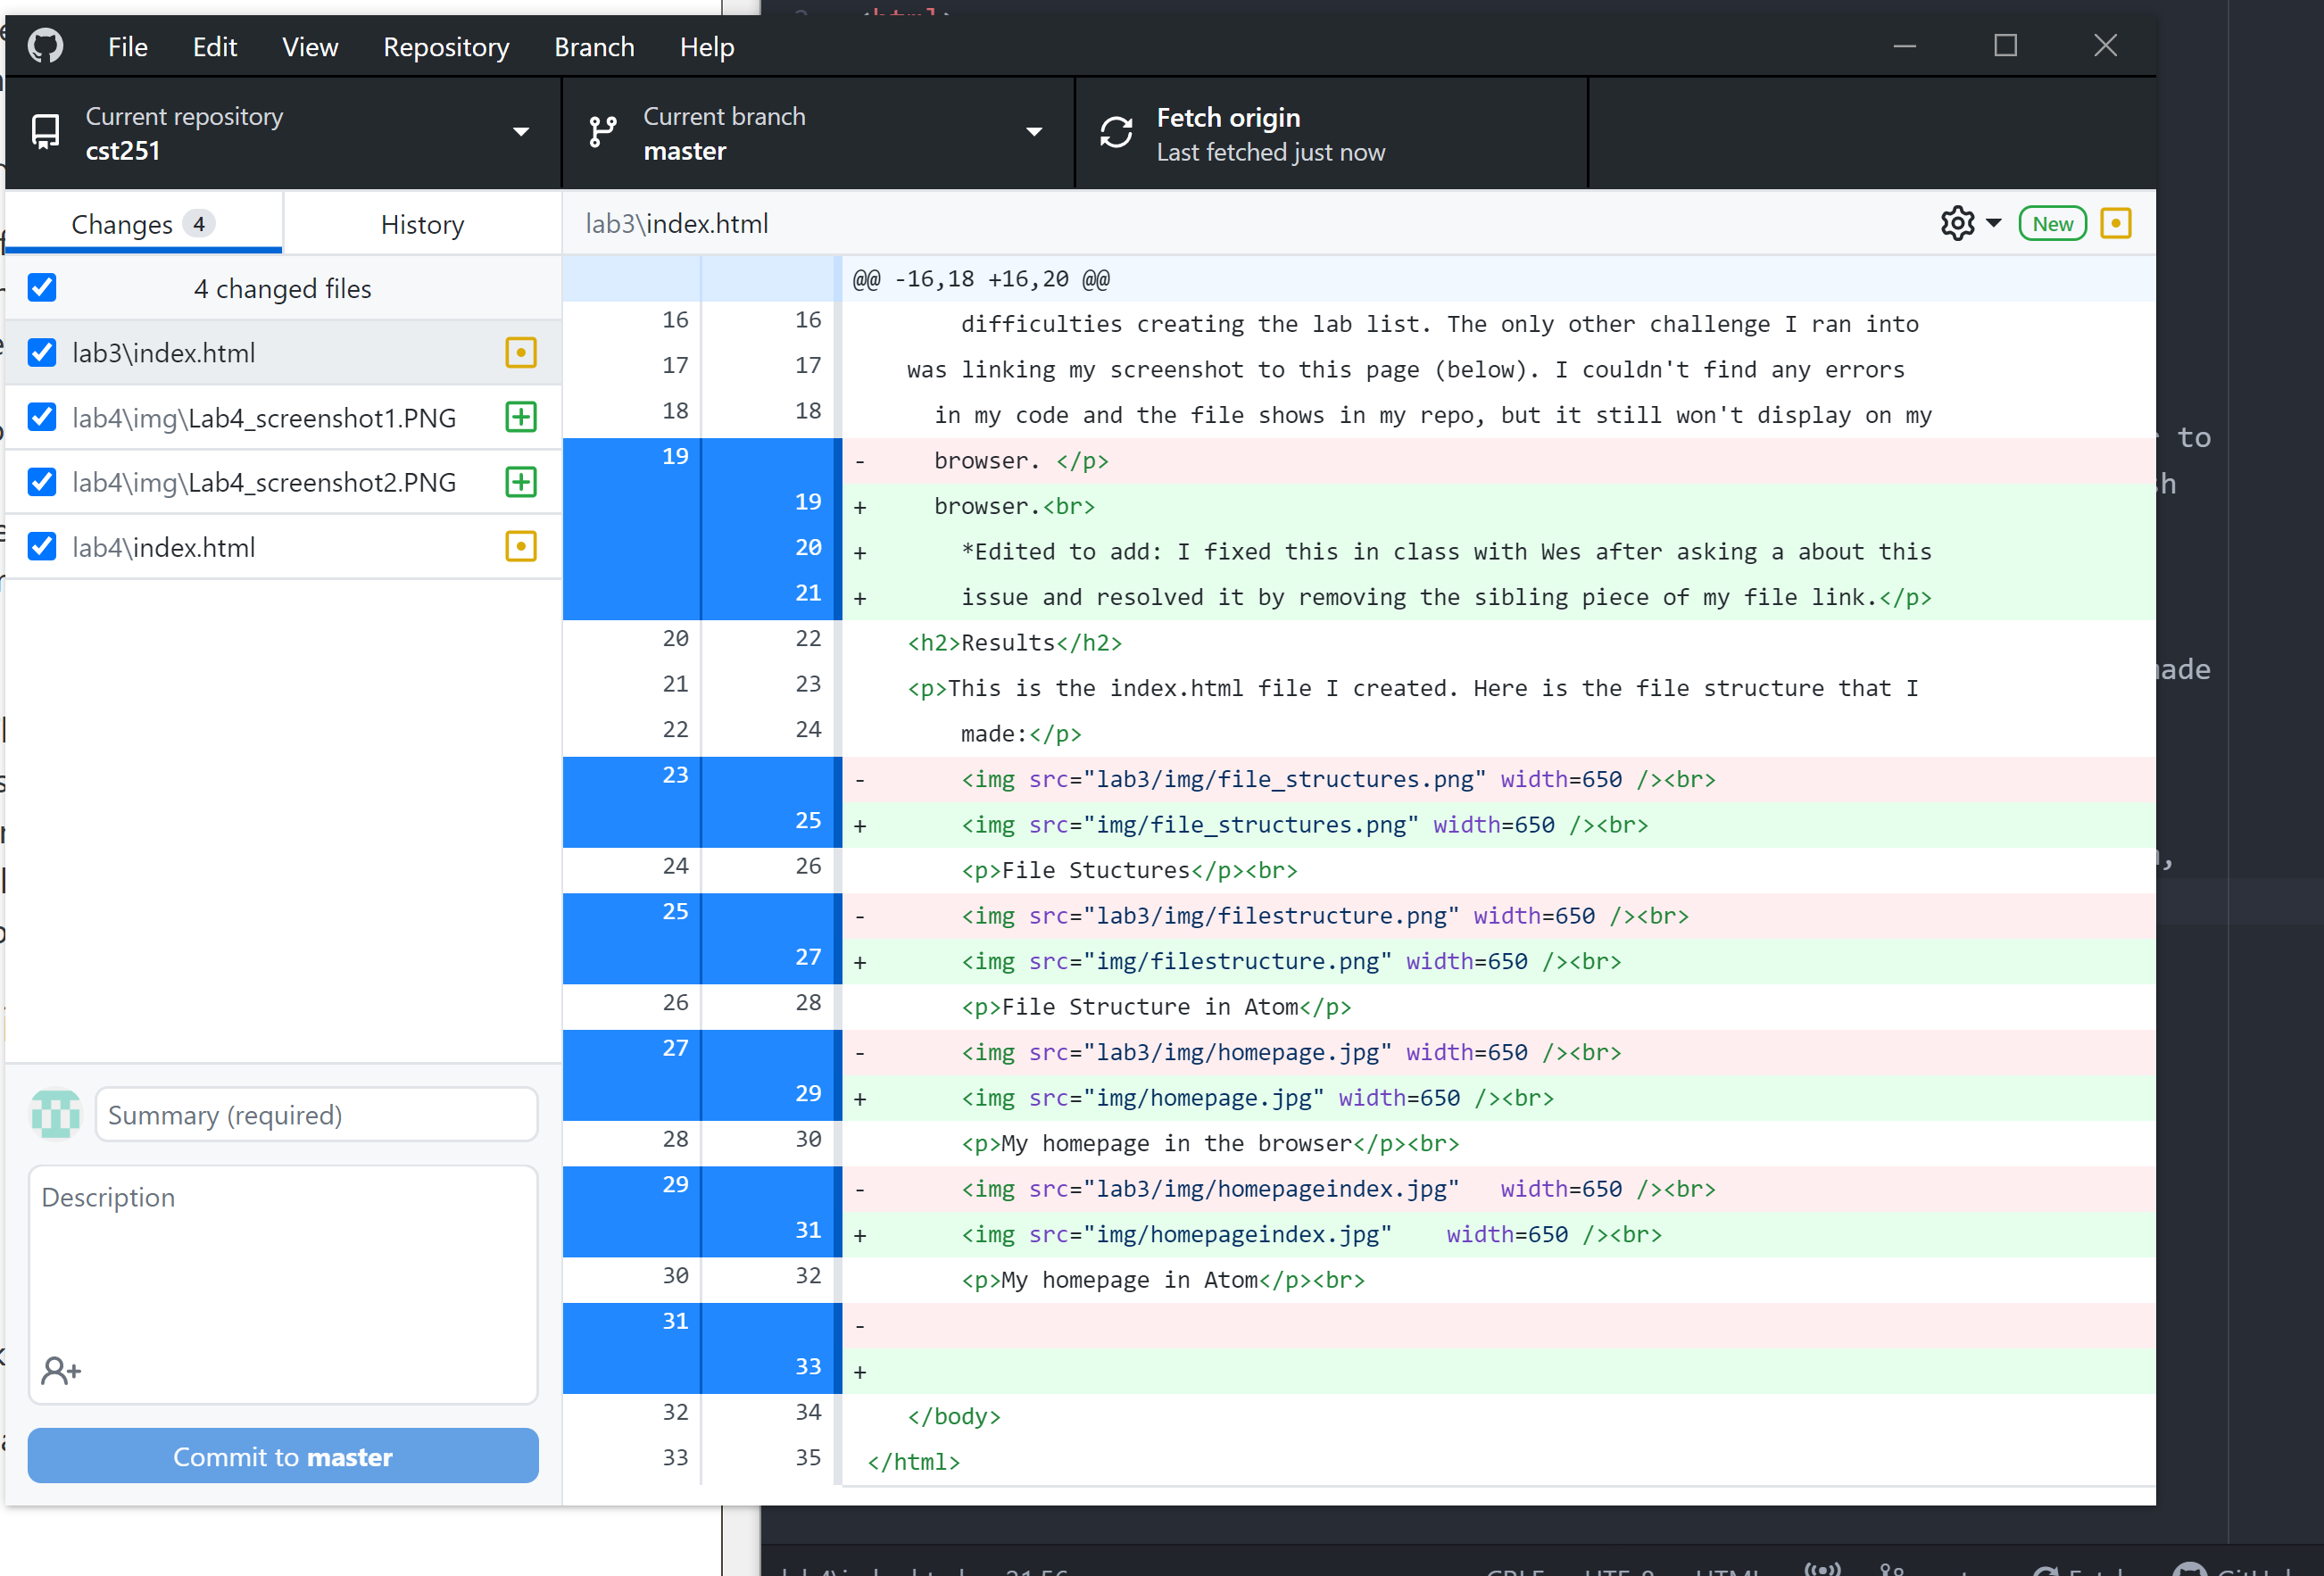 File Edit View Repository Branch Help
Current repository
cst251
Current branch
master
Fetch origin
Last fetched just now
Changes 4
History
lab3\index.html
New
4 changed files
lab3\index.html
lab4\img\Lab4_screenshot1.PNG
lab4\img\Lab4_screenshot2.PNG
lab4\index.html
Summary (required)
Description
Commit to master
@@ -16,18 +16,20 @@
16 16 difficulties creating the lab list. The only other challenge I ran into
17 17 was linking my screenshot to this page (below). I couldn't find any errors
18 18 in my code and the file shows in my repo, but it still won't display on my
19 - browser. </p>
19 + browser.<br>
20 + *Edited to add: I fixed this in class with Wes after asking a about this
21 + issue and resolved it by removing the sibling piece of my file link.</p>
20 22 <h2>Results</h2>
21 23 <p>This is the index.html file I created. Here is the file structure that I
22 24 made:</p>
23 - <img src="lab3/img/file_structures.png" width=650 /><br>
25 + <img src="img/file_structures.png" width=650 /><br>
24 26 <p>File Stuctures</p><br>
25 - <img src="lab3/img/filestructure.png" width=650 /><br>
27 + <img src="img/filestructure.png" width=650 /><br>
26 28 <p>File Structure in Atom</p>
27 - <img src="lab3/img/homepage.jpg" width=650 /><br>
29 + <img src="img/homepage.jpg" width=650 /><br>
28 30 <p>My homepage in the browser</p><br>
29 - <img src="lab3/img/homepageindex.jpg"   width=650 /><br>
31 + <img src="img/homepageindex.jpg"    width=650 /><br>
30 32 <p>My homepage in Atom</p><br>
31 -
33 +
32 34 </body>
33 35 </html>
to